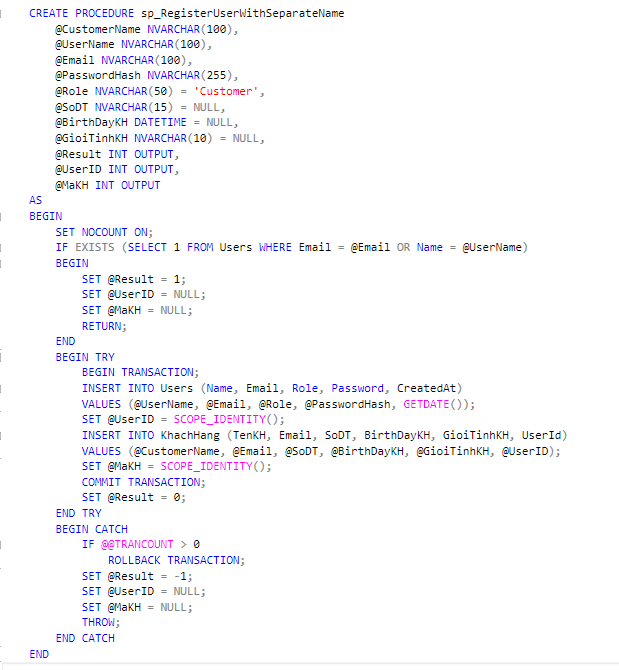 CREATE PROCEDURE sp_RegisterUserWithSeparateName
    @CustomerName NVARCHAR(100),
    @UserName NVARCHAR(100),
    @Email NVARCHAR(100),
    @PasswordHash NVARCHAR(255),
    @Role NVARCHAR(50) = 'Customer',
    @SoDT NVARCHAR(15) = NULL,
    @BirthDayKH DATETIME = NULL,
    @GioiTinhKH NVARCHAR(10) = NULL,
    @Result INT OUTPUT,
    @UserID INT OUTPUT,
    @MaKH INT OUTPUT
AS
BEGIN
    SET NOCOUNT ON;
    IF EXISTS (SELECT 1 FROM Users WHERE Email = @Email OR Name = @UserName)
    BEGIN
        SET @Result = 1;
        SET @UserID = NULL;
        SET @MaKH = NULL;
        RETURN;
    END
    BEGIN TRY
        BEGIN TRANSACTION;
        INSERT INTO Users (Name, Email, Role, Password, CreatedAt)
        VALUES (@UserName, @Email, @Role, @PasswordHash, GETDATE());
        SET @UserID = SCOPE_IDENTITY();
        INSERT INTO KhachHang (TenKH, Email, SoDT, BirthDayKH, GioiTinhKH, UserId)
        VALUES (@CustomerName, @Email, @SoDT, @BirthDayKH, @GioiTinhKH, @UserID);
        SET @MaKH = SCOPE_IDENTITY();
        COMMIT TRANSACTION;
        SET @Result = 0;
    END TRY
    BEGIN CATCH
        IF @@TRANCOUNT > 0
            ROLLBACK TRANSACTION;
        SET @Result = -1;
        SET @UserID = NULL;
        SET @MaKH = NULL;
        THROW;
    END CATCH
END